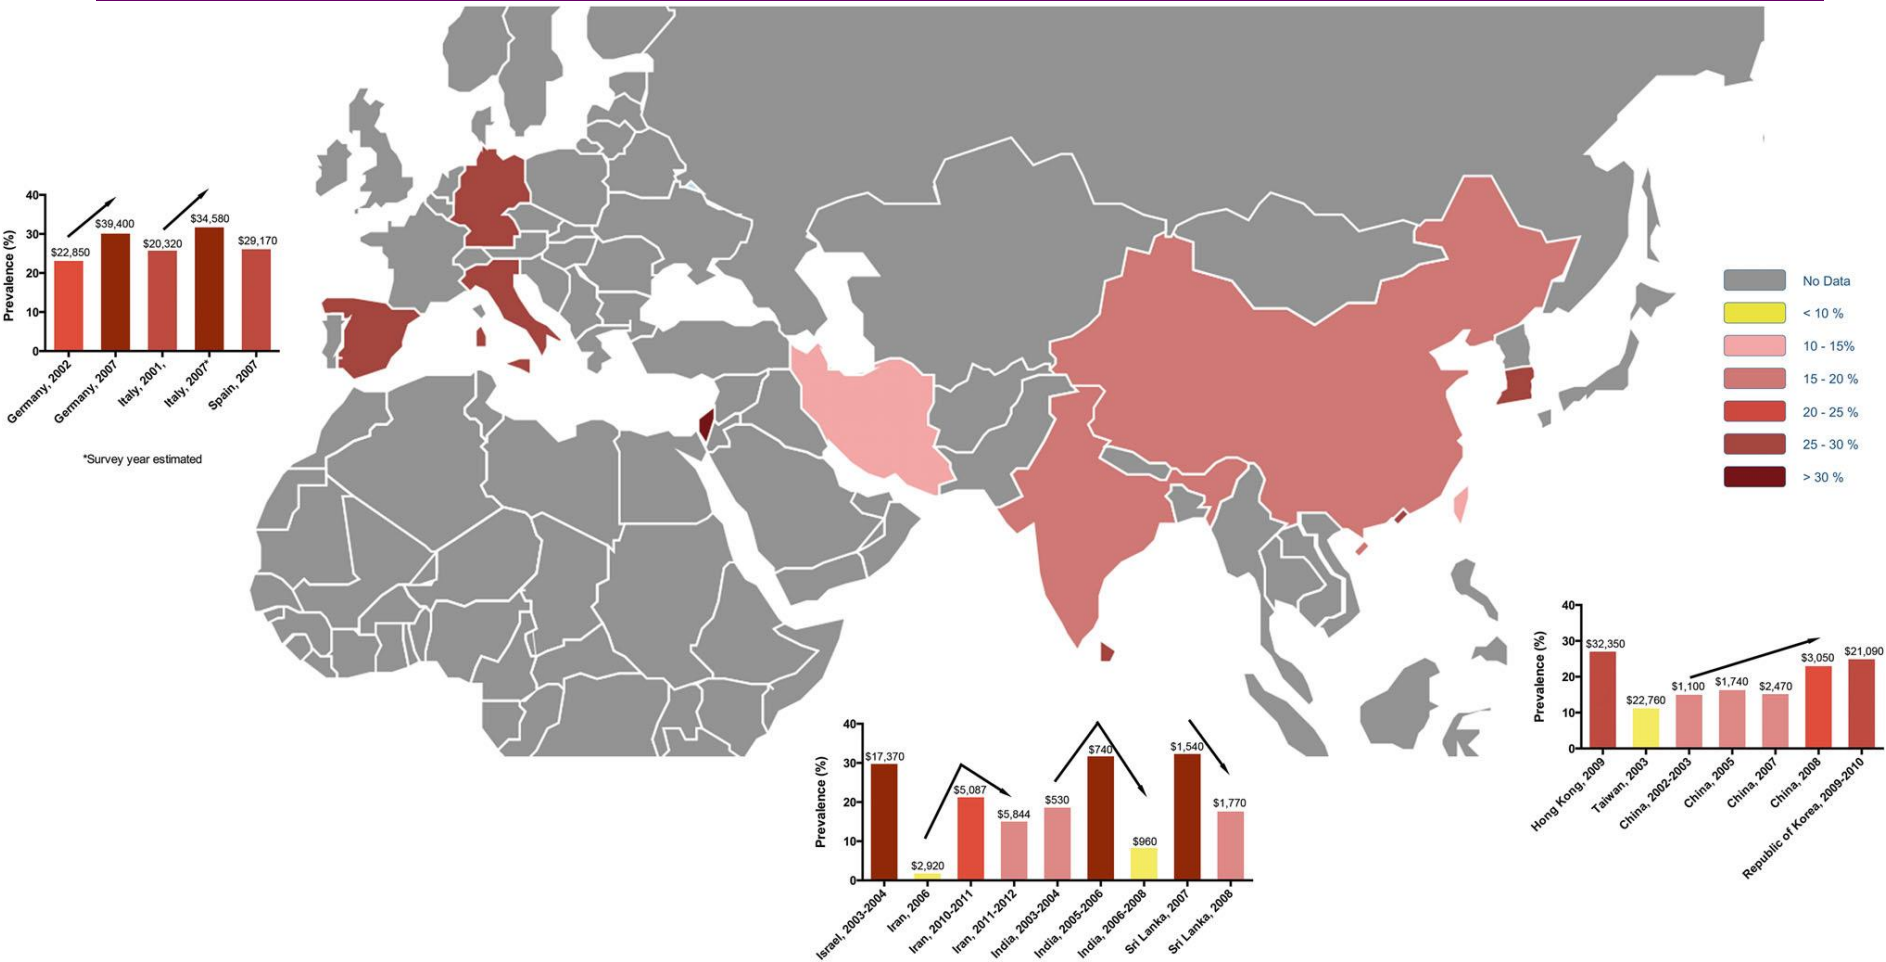 Prevalence (%)
40
30
20
10
0
$22,850
$39,400
$20,320
$34,580
$29,170
Germany, 2002
Germany, 2007
Italy, 2001,
Italy, 2007*
Spain, 2007
*Survey year estimated
No Data
< 10 %
10 - 15%
15 - 20 %
20 - 25 %
25 - 30 %
> 30 %
Prevalence (%)
40
30
20
10
0
$17,370
$2,920
$5,087
$5,844
$530
$740
$960
$1,540
$1,770
Israel, 2003-2004
Iran, 2006
Iran, 2010-2011
Iran, 2011-2012
India, 2003-2004
India, 2005-2006
India, 2006-2008
Sri Lanka, 2007
Sri Lanka, 2008
Prevalence (%)
40
30
20
10
0
$32,350
$22,760
$1,100
$1,740
$2,470
$3,050
$21,090
Hong Kong, 2009
Taiwan, 2003
China, 2002-2003
China, 2005
China, 2007
China, 2008
Republic of Korea, 2009-2010